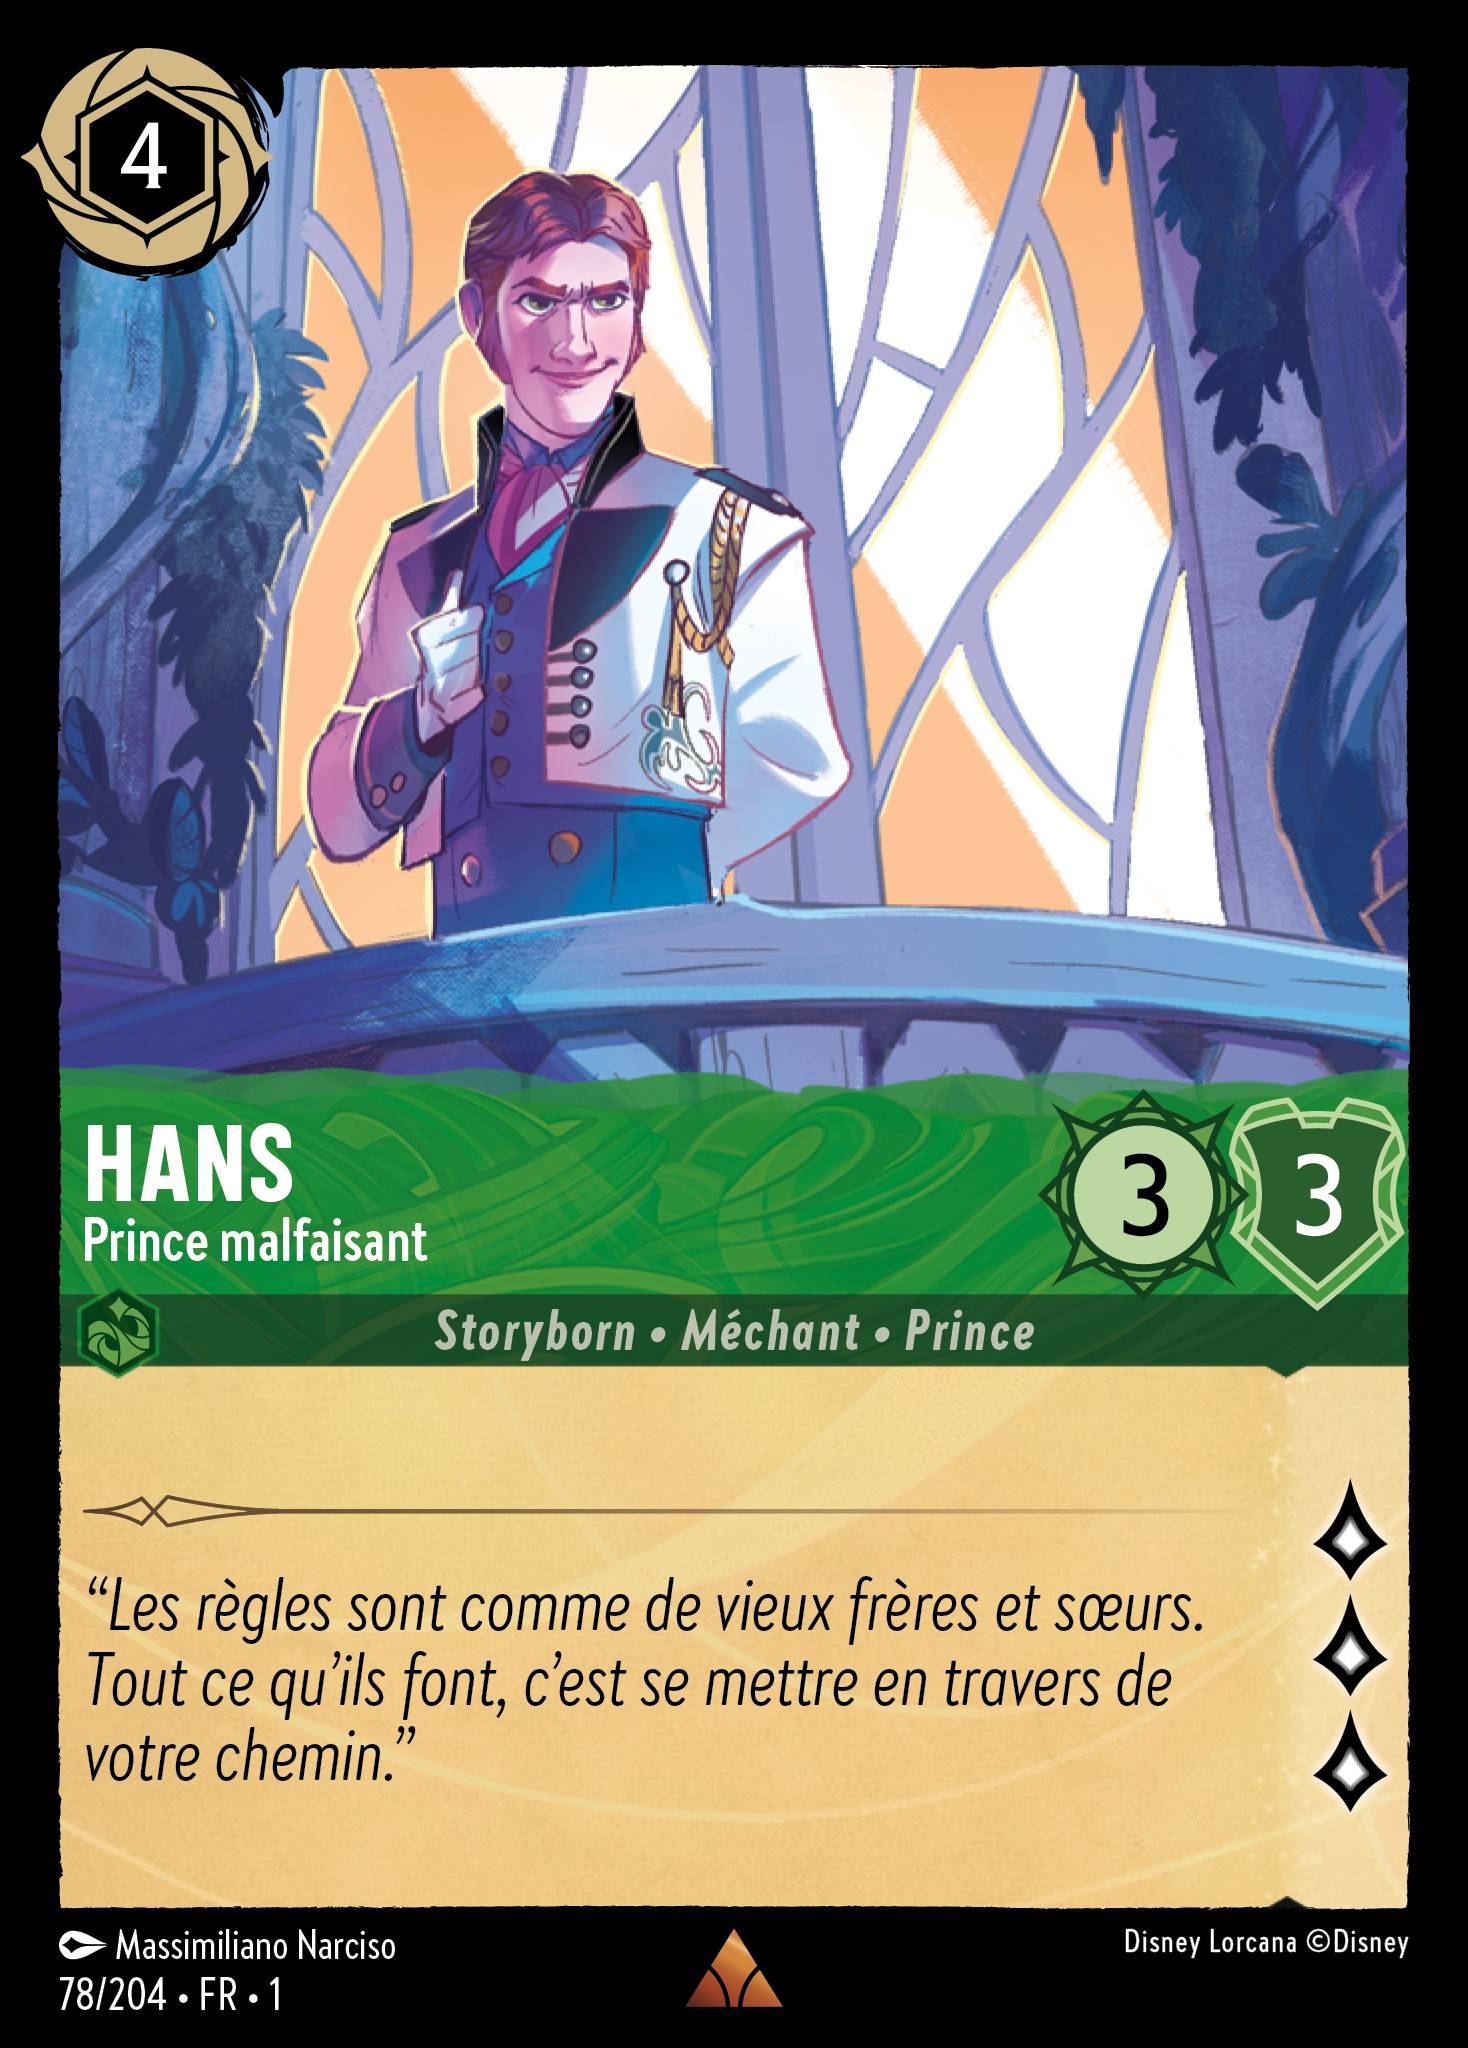 4
HANS
Prince malfaisant
3
3
Storyborn • Méchant • Prince
“Les règles sont comme de vieux frères et sœurs.
Tout ce qu’ils font, c’est se mettre en travers de
votre chemin.”
Massimiliano Narciso
Disney Lorcana ©Disney
78/204 • FR • 1